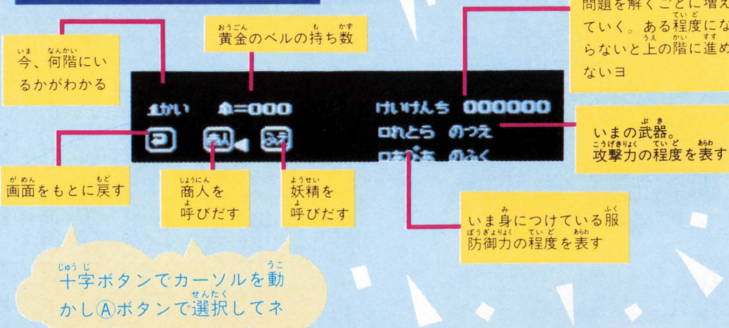 問題を解くごとに増え
ていく。ある程度にな
らないと上の階に進め
ないヨ
黄金のベルの持ち数
今、何階にい
るかがわかる
1かい =000 けいけんち 000000
商人 ふえ
ロれとら のつえ
のふく
いまの武器。
攻撃力の程度を表す
画面をもとに戻す
商人を
呼びだす
妖精を
呼びだす
いま身につけている服
防御力の程度を表す
十字ボタンでカーソルを動
かしⒶボタンで選択してネ